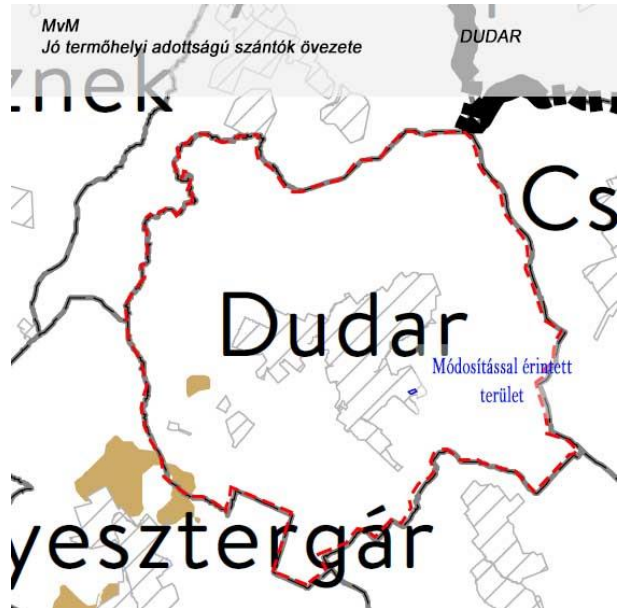 MvM
Jó termőhelyi adottságú szántók övezete
DUDAR
znek
Cs
Dudar
Módosítással érintett
terület
yesztergár